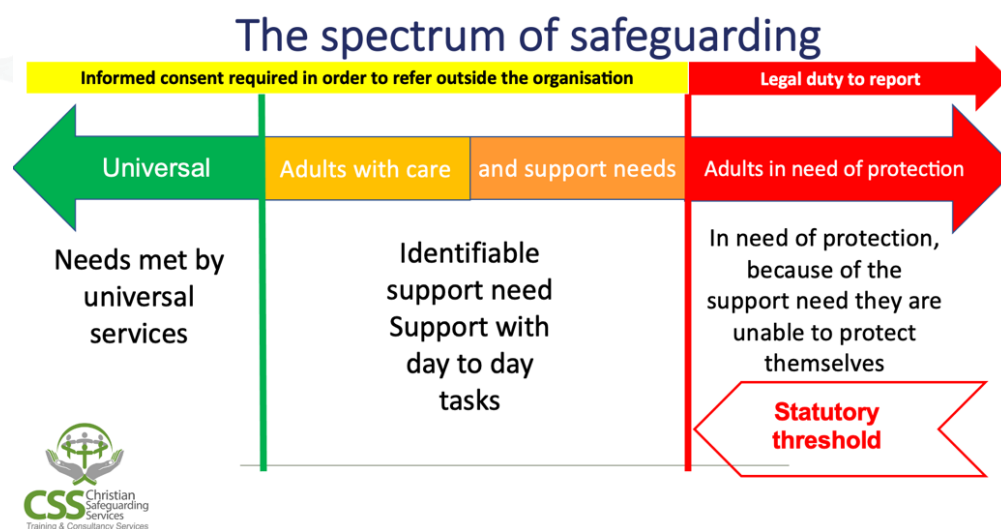 The spectrum of safeguarding
Informed consent required in order to refer outside the organisation
Legal duty to report
Universal
Adults with care
and support needs
Adults in need of protection
Needs met by
universal
services
Identifiable
support need
Support with
day to day
tasks
In need of protection,
because of the
support need they are
unable to protect
themselves
Statutory
threshold
CSS
Christian
Safeguarding
Services
Training & Consultancy Services